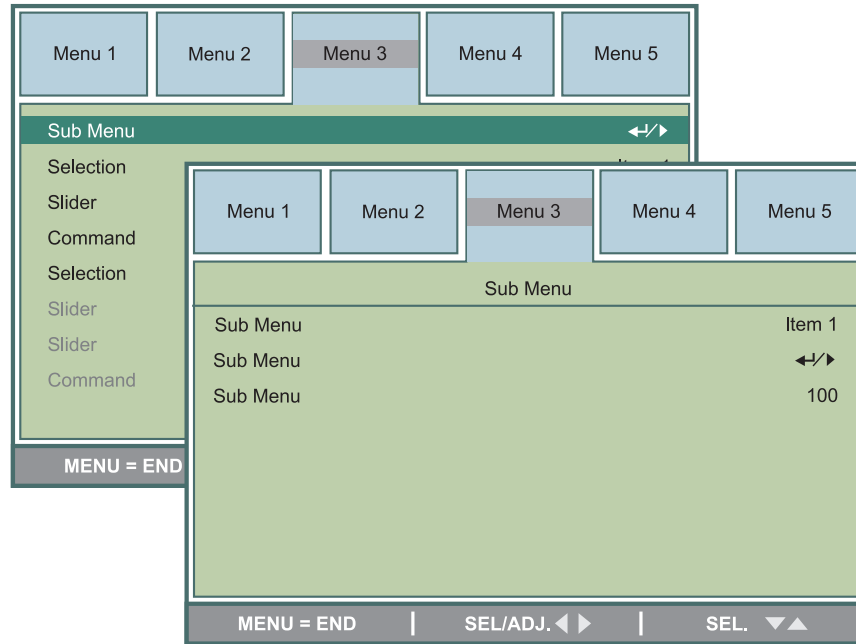 Menu 1 Menu 2 Menu 3 Menu 4 Menu 5
Sub Menu
Selection
Slider
Command
Selection
Slider
Slider
Command
MENU = END
Menu 1 Menu 2 Menu 3 Menu 4 Menu 5
Sub Menu
Sub Menu Item 1
Sub Menu
Sub Menu 100
MENU = END | SEL/ADJ. | SEL.